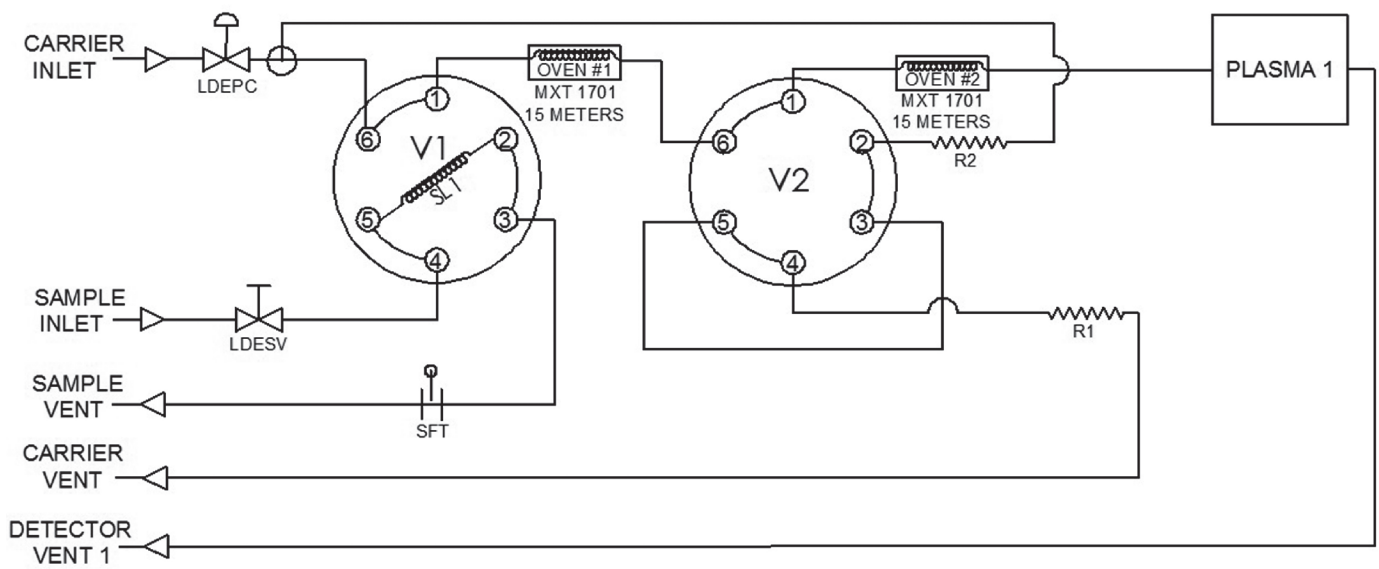 CARRIER
INLET
LDEPC
OVEN #1
MXT 1701
15 METERS
OVEN #2
MXT 1701
15 METERS
PLASMA 1
1
6
2
V1
SL1
5
3
4
1
6
2
R2
V2
5
3
4
SAMPLE
INLET
LDESV
R1
SAMPLE
VENT
SFT
CARRIER
VENT
DETECTOR
VENT 1